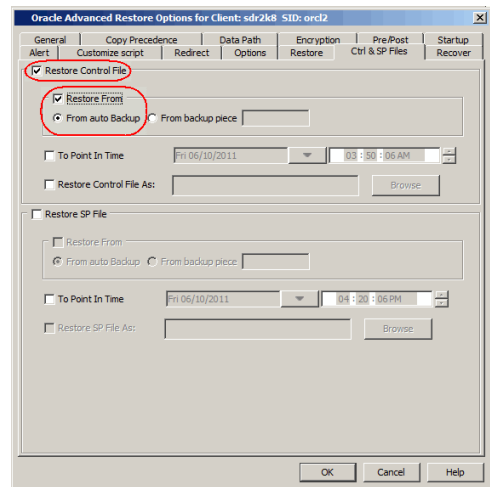 Oracle Advanced Restore Options for Client: sdr2k8 SID: orcl2
General Copy Precedence Data Path Encryption Pre/Post Startup
Alert Customize script Redirect Options Restore Ctrl & SP Files Recover
Restore Control File
Restore From
From auto Backup From backup piece
To Point In Time Fri 06/10/2011 03 : 50 : 06 AM
Restore Control File As: Browse
Restore SP File
Restore From
From auto Backup From backup piece
To Point In Time Fri 06/10/2011 04 : 20 : 06 PM
Restore SP File As: Browse
OK Cancel Help